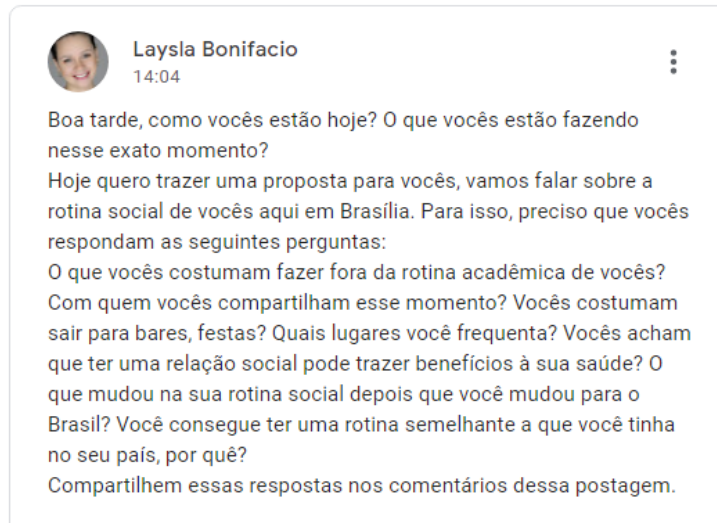 Laysla Bonifacio
14:04
Boa tarde, como vocês estão hoje? O que vocês estão fazendo
nesse exato momento?
Hoje quero trazer uma proposta para vocês, vamos falar sobre a
rotina social de vocês aqui em Brasília. Para isso, preciso que vocês
respondam as seguintes perguntas:
O que vocês costumam fazer fora da rotina acadêmica de vocês?
Com quem vocês compartilham esse momento? Vocês costumam
sair para bares, festas? Quais lugares você frequenta? Vocês acham
que ter uma relação social pode trazer benefícios à sua saúde? O
que mudou na sua rotina social depois que você mudou para o
Brasil? Você consegue ter uma rotina semelhante a que você tinha
no seu país, por quê?
Compartilhem essas respostas nos comentários dessa postagem.